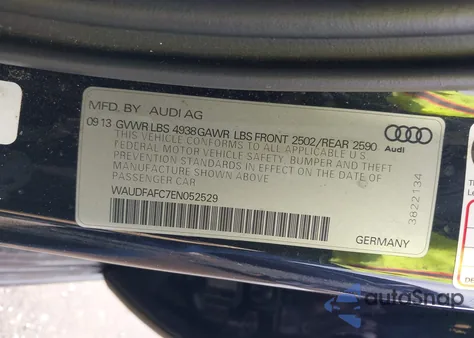 MFD. BY AUDI AG
09 13 GVWR LBS 4938 GAWR LBS FRONT 2502/REAR 2590
THIS VEHICLE CONFORMS TO ALL APPLICABLE U.S.
FEDERAL MOTOR VEHICLE SAFETY, BUMPER AND THEFT
PREVENTION STANDARDS IN EFFECT ON THE DATE OF
MANUFACTURE SHOWN ABOVE.
PASSENGER CAR
WAUDFAFC7EN052529
Audi
3822134
GERMANY
autoSnap